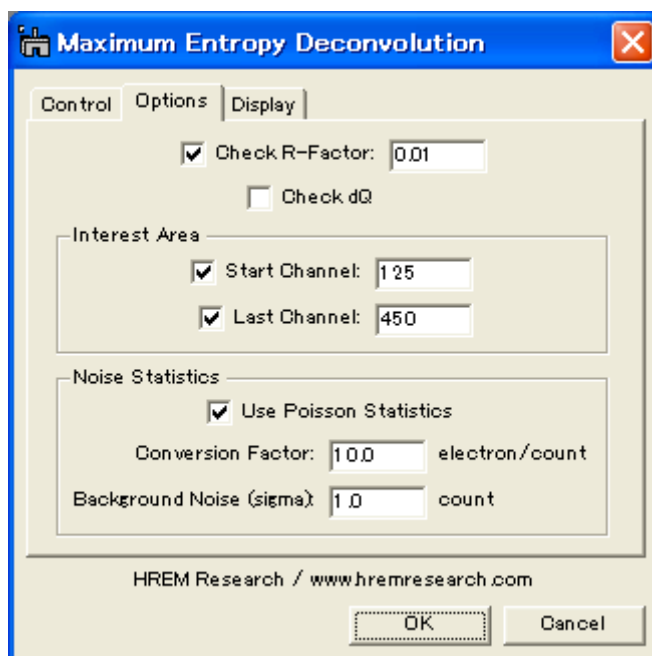 Maximum Entropy Deconvolution
Control Options Display
Check R-Factor: 0.01
Check dQ
Interest Area
Start Channel: 125
Last Channel: 450
Noise Statistics
Use Poisson Statistics
Conversion Factor: 10.0 electron/count
Background Noise (sigma): 1.0 count
HREM Research / www.hremresearch.com
OK Cancel